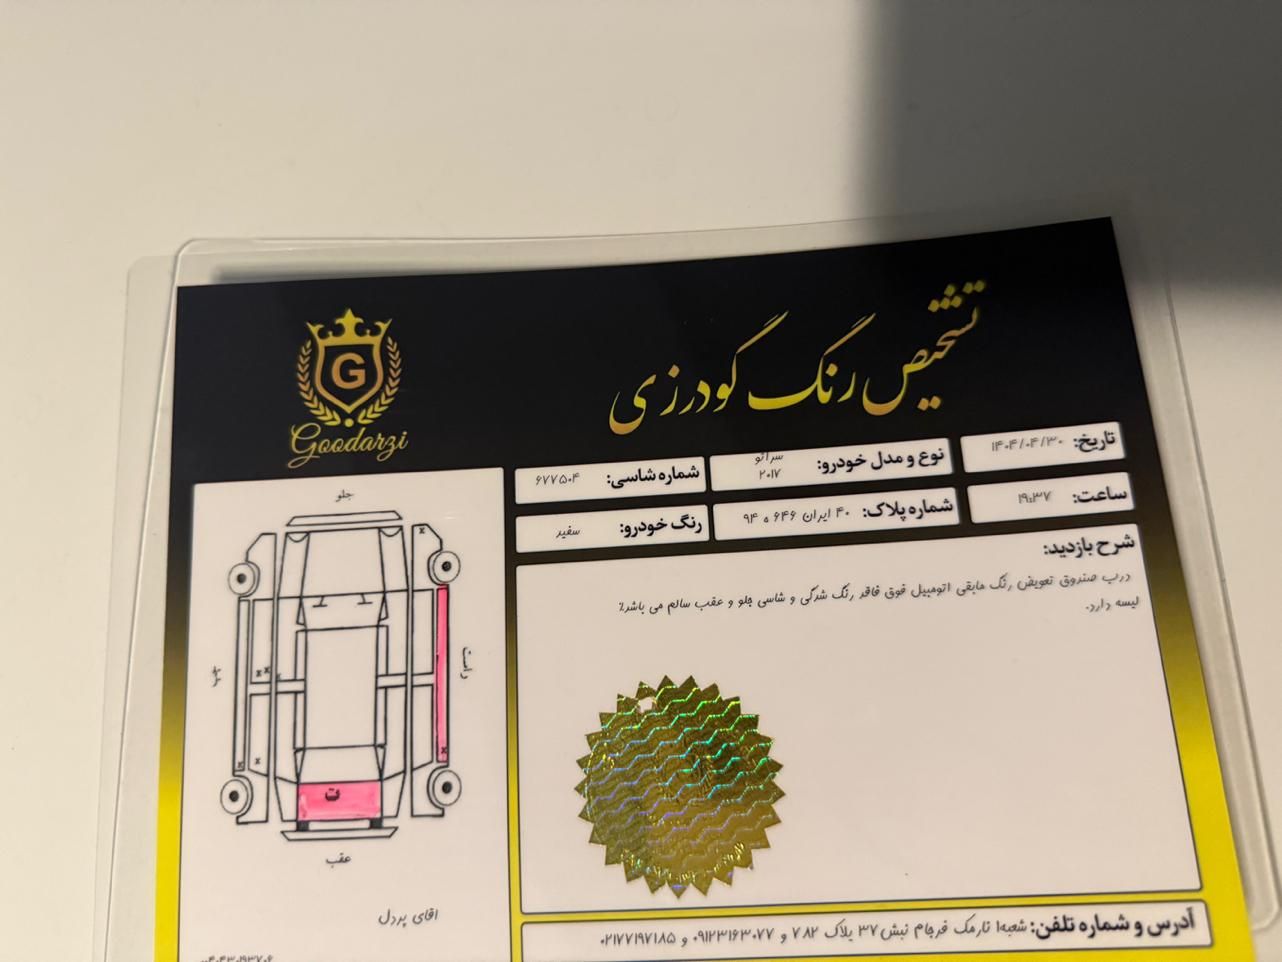 تشخیص رنگ گودرزی
G
Goodarzi
تاریخ: ۱۴۰۴/۰۴/۳۰
نوع و مدل خودرو: سراتو ۲۰۱۷
شماره شاسی: ۶۷۷۵۰۴
ساعت: ۱۹:۳۷
شماره پلاک: ۴۰ ایران ۶۴۶ ه ۹۴
رنگ خودرو: سفید
شرح بازدید:
درب صندوق تعویض رنگ مابقی اتومبیل فوق فاقد رنگ شدگی و شاسی جلو و عقب سالم می باشد٪
لیسه دارد.
جلو
x
راست
چپ
x x
x
x
x
ت
عقب
اقای پردل
آدرس و شماره تلفن: شعبه۱ نارمک فرجام نبش ۳۷ پلاک ۷۸۲ و ۰۹۱۲۳۱۶۳۰۷۷ و ۰۲۱۷۷۱۹۷۱۸۵